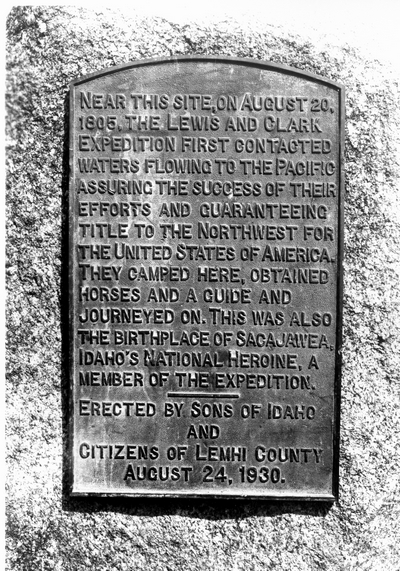 NEAR THIS SITE, ON AUGUST 20,
1805, THE LEWIS AND CLARK
EXPEDITION FIRST CONTACTED
WATERS FLOWING TO THE PACIFIC
ASSURING THE SUCCESS OF THEIR
EFFORTS AND GUARANTEEING
TITLE TO THE NORTHWEST FOR
THE UNITED STATES OF AMERICA.
THEY CAMPED HERE, OBTAINED
HORSES AND A GUIDE AND
JOURNEYED ON. THIS WAS ALSO
THE BIRTHPLACE OF SACAJAWEA,
IDAHO'S NATIONAL HEROINE, A
MEMBER OF THE EXPEDITION.
ERECTED BY SONS OF IDAHO
AND
CITIZENS OF LEMHI COUNTY
AUGUST 24, 1930.